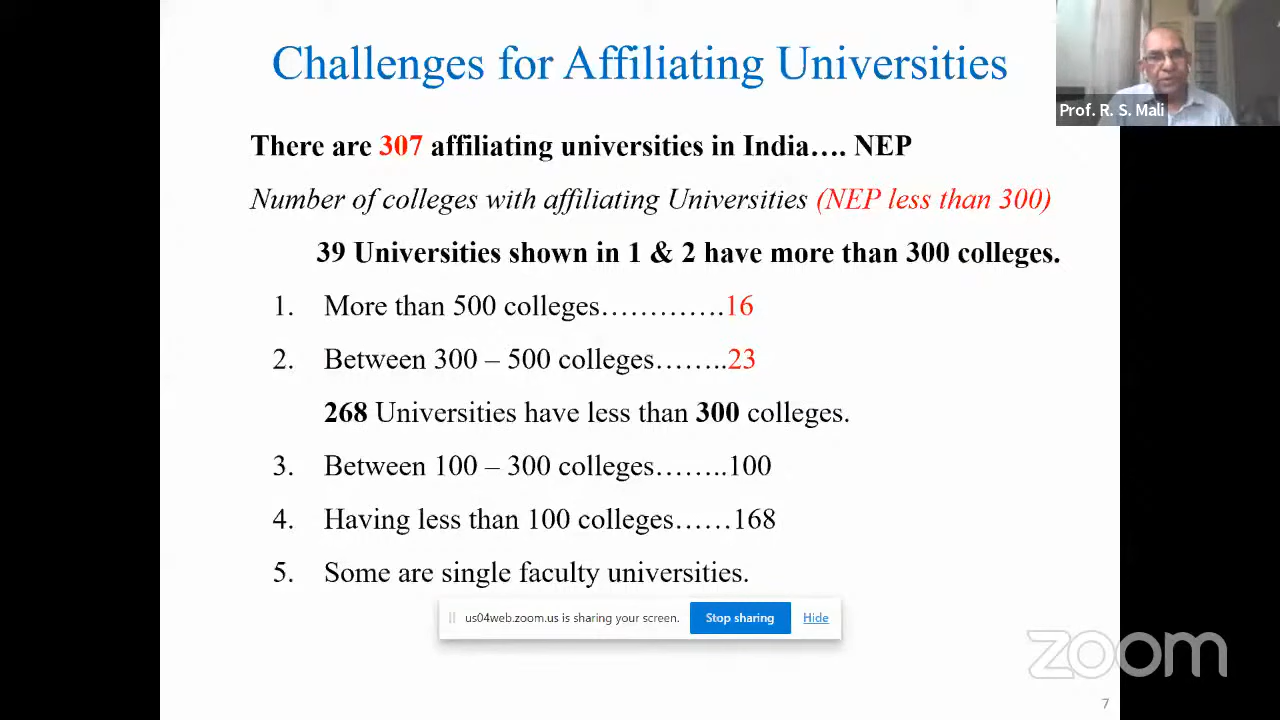 Challenges for Affiliating Universities
Prof. R. S. Mali
There are 307 affiliating universities in India…. NEP
Number of colleges with affiliating Universities (NEP less than 300)
39 Universities shown in 1 & 2 have more than 300 colleges.
1. More than 500 colleges………….16
2. Between 300 – 500 colleges……..23
268 Universities have less than 300 colleges.
3. Between 100 – 300 colleges……..100
4. Having less than 100 colleges……168
5. Some are single faculty universities.
us04web.zoom.us is sharing your screen. Stop sharing Hide
zoom
7